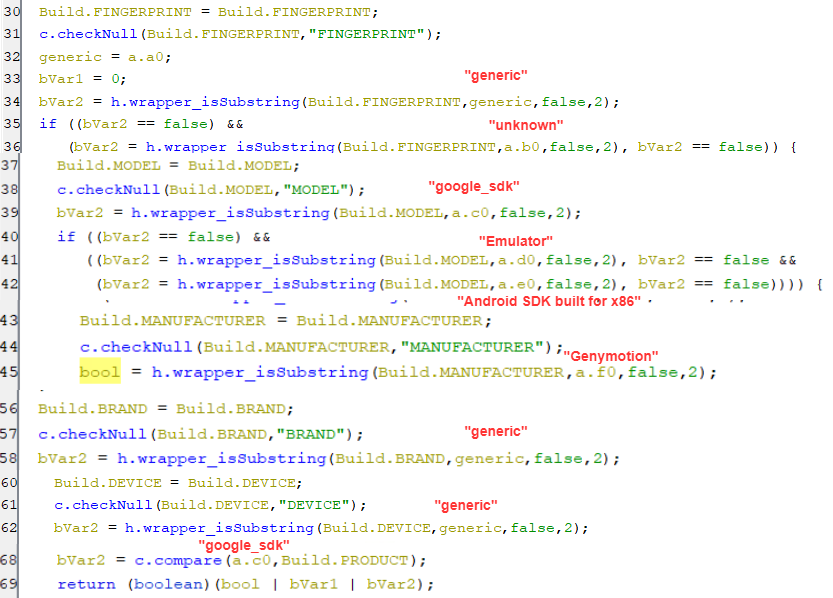 30 Build.FINGERPRINT = Build.FINGERPRINT;
31 c.checkNull(Build.FINGERPRINT,"FINGERPRINT");
32 generic = a.a0;
33 bVar1 = 0;
"generic"
34 bVar2 = h.wrapper_isSubstring(Build.FINGERPRINT,generic,false,2);
35 if ((bVar2 == false) &&
"unknown"
36 (bVar2 = h.wrapper isSubstring(Build.FINGERPRINT,a.b0,false,2), bVar2 == false)) {
37 Build.MODEL = Build.MODEL;
38 c.checkNull(Build.MODEL,"MODEL");
"google_sdk"
39 bVar2 = h.wrapper_isSubstring(Build.MODEL,a.c0,false,2);
40 if ((bVar2 == false) &&
"Emulator"
41 ((bVar2 = h.wrapper_isSubstring(Build.MODEL,a.d0,false,2), bVar2 == false &&
42 (bVar2 = h.wrapper_isSubstring(Build.MODEL,a.e0,false,2), bVar2 == false)))) {
"Android SDK built for x86"
43 Build.MANUFACTURER = Build.MANUFACTURER;
44 c.checkNull(Build.MANUFACTURER,"MANUFACTURER");
"Genymotion"
45 bool = h.wrapper_isSubstring(Build.MANUFACTURER,a.f0,false,2);
56 Build.BRAND = Build.BRAND;
57 c.checkNull(Build.BRAND,"BRAND");
"generic"
58 bVar2 = h.wrapper_isSubstring(Build.BRAND,generic,false,2);
60 Build.DEVICE = Build.DEVICE;
61 c.checkNull(Build.DEVICE,"DEVICE");
"generic"
62 bVar2 = h.wrapper_isSubstring(Build.DEVICE,generic,false,2);
"google_sdk"
68 bVar2 = c.compare(a.c0,Build.PRODUCT);
69 return (boolean)(bool | bVar1 | bVar2);